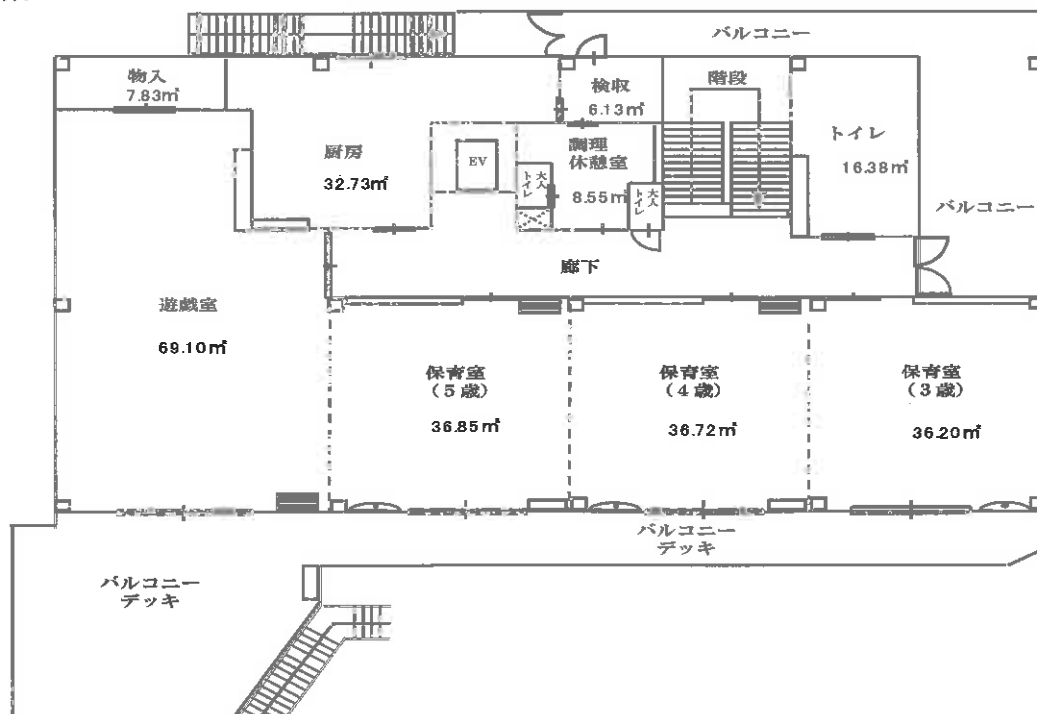 バルコニー
物入
7.83㎡
検収
6.13㎡
階段
トイレ
16.38㎡
厨房
32.73㎡
EV
調理
休憩室
8.55㎡
大人
トイレ
大人
トイレ
バルコニー
廊下
遊戯室
69.10㎡
保育室
(5歳)
36.85㎡
保育室
(4歳)
36.72㎡
保育室
(3歳)
36.20㎡
バルコニー
デッキ
バルコニー
デッキ